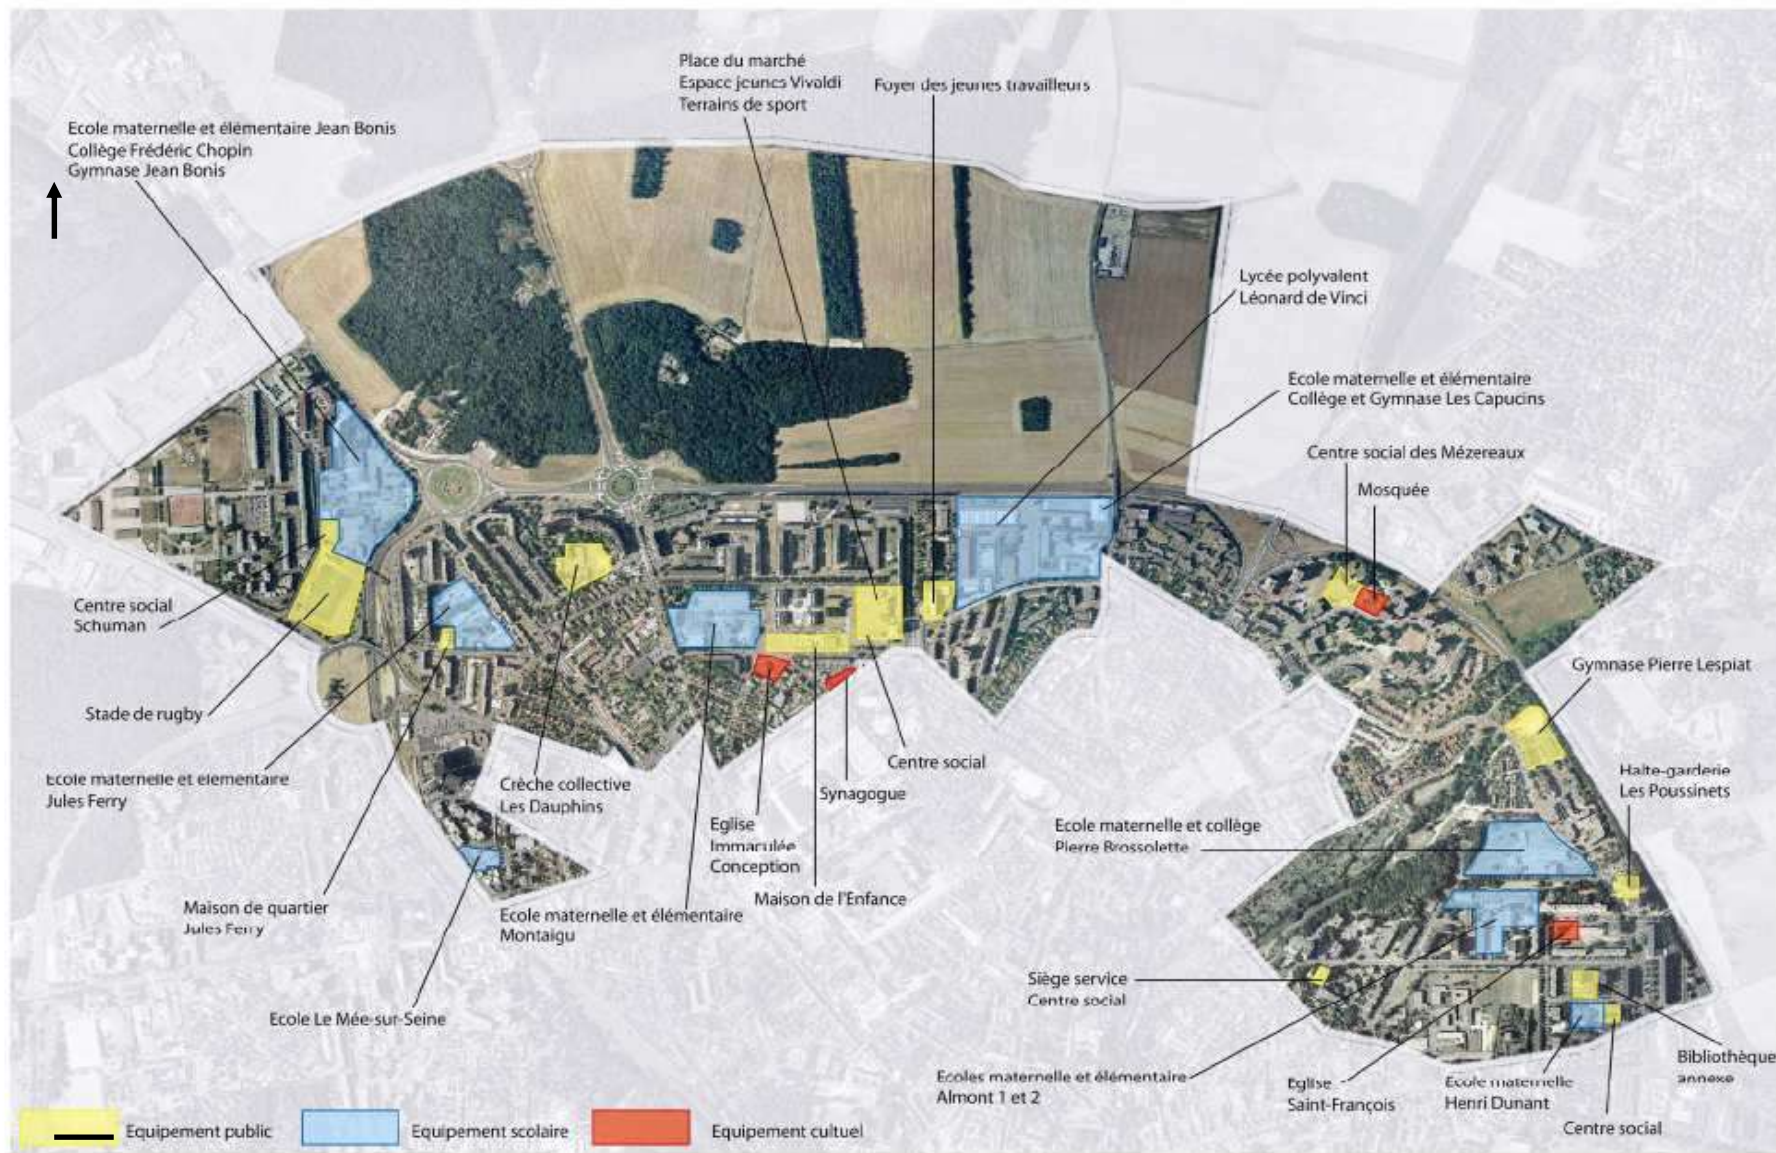 Place du marché
Espace jeunes Vivaldi
Terrains de sport
Foyer des jeunes travailleurs
Ecole maternelle et élémentaire Jean Bonis
Collège Frédéric Chopin
Gymnase Jean Bonis
Lycée polyvalent
Léonard de Vinci
Ecole maternelle et élémentaire
Collège et Gymnase Les Capucins
Centre social des Mézereaux
Mosquée
Centre social
Schuman
Gymnase Pierre Lespiat
Stade de rugby
Ecole maternelle et élémentaire
Jules Ferry
Crèche collective
Les Dauphins
Centre social
Synagogue
Halte-garderie
Les Poussinets
Eglise
Immaculée
Conception
Ecole maternelle et collège
Pierre Brossolette
Maison de l'Enfance
Maison de quartier
Jules Ferry
Ecole maternelle et élémentaire
Montaigu
Siège service
Centre social
Ecole Le Mée-sur-Seine
Bibliothèque
annexe
Ecoles maternelle et élémentaire
Almont 1 et 2
Eglise
Saint-François
Ecole maternelle
Henri Dunant
Centre social
Equipement public
Equipement scolaire
Equipement cultuel